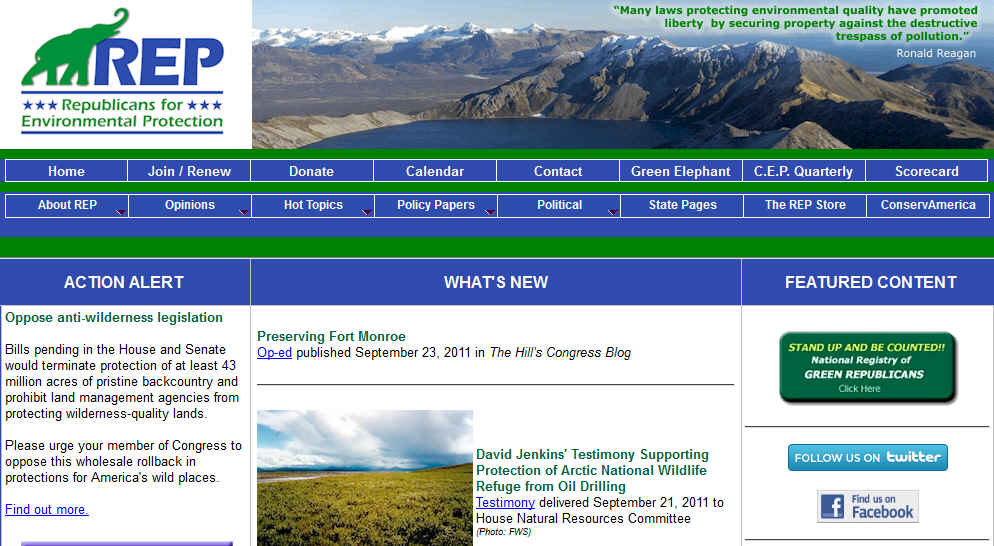 REP
Republicans for
Environmental Protection
“Many laws protecting environmental quality have promoted
liberty by securing property against the destructive
trespass of pollution.”
Ronald Reagan
Home
Join / Renew
Donate
Calendar
Contact
Green Elephant
C.E.P. Quarterly
Scorecard
About REP
Opinions
Hot Topics
Policy Papers
Political
State Pages
The REP Store
ConservAmerica
ACTION ALERT
Oppose anti-wilderness legislation
Bills pending in the House and Senate
would terminate protection of at least 43
million acres of pristine backcountry and
prohibit land management agencies from
protecting wilderness-quality lands.
Please urge your member of Congress to
oppose this wholesale rollback in
protections for America's wild places.
Find out more.
WHAT'S NEW
Preserving Fort Monroe
Op-ed published September 23, 2011 in The Hill's Congress Blog
David Jenkins' Testimony Supporting
Protection of Arctic National Wildlife
Refuge from Oil Drilling
Testimony delivered September 21, 2011 to
House Natural Resources Committee
(Photo: FWS)
FEATURED CONTENT
STAND UP AND BE COUNTED!!
National Registry of
GREEN REPUBLICANS
Click Here
FOLLOW US ON twitter
Find us on
Facebook